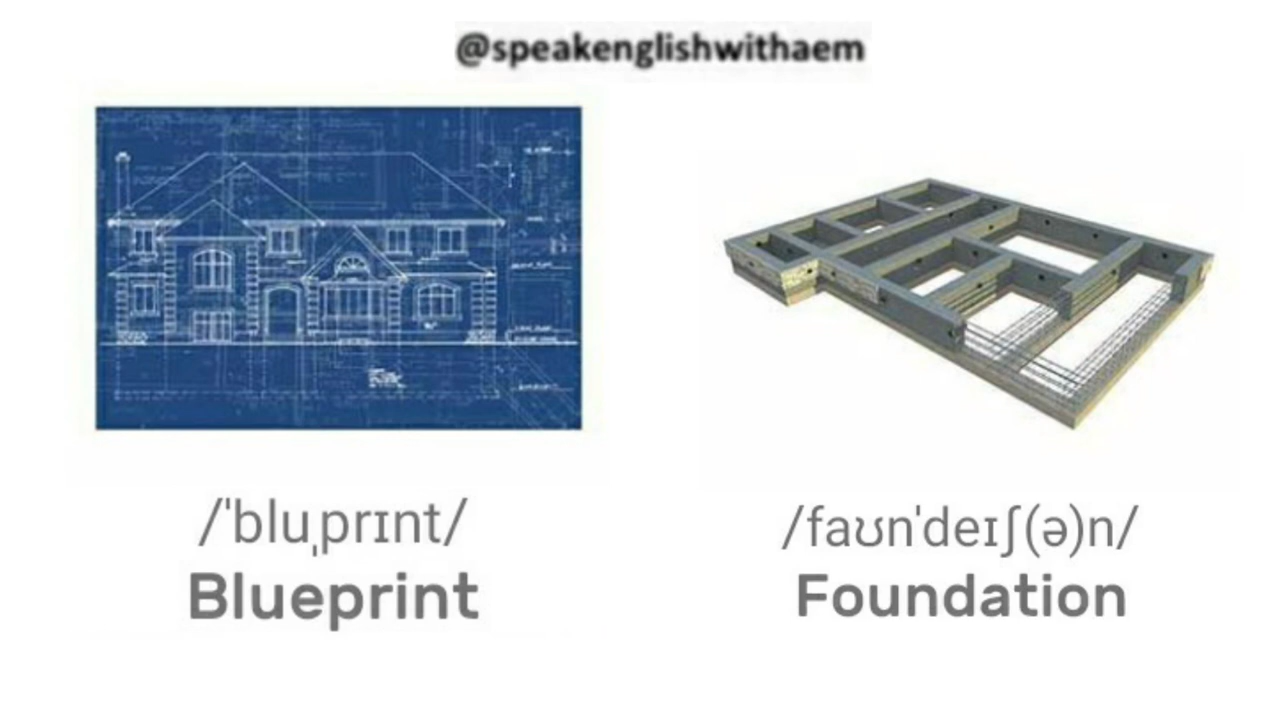 @speakenglishwithaem
/ˈbluˌprɪnt/
Blueprint
/faʊnˈdeɪʃ(ə)n/
Foundation